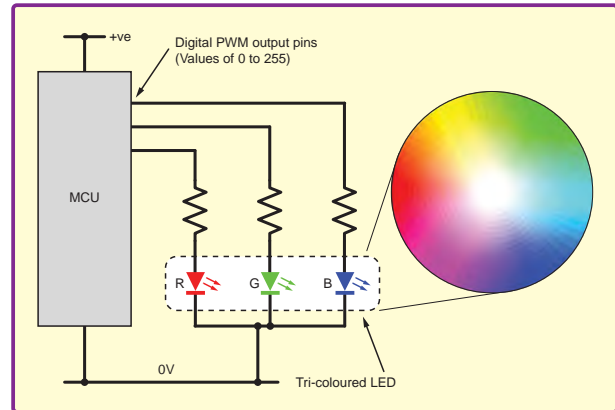 +ve
Digital PWM output pins
(Values of 0 to 255)
MCU
R
G
B
0V
Tri-coloured LED